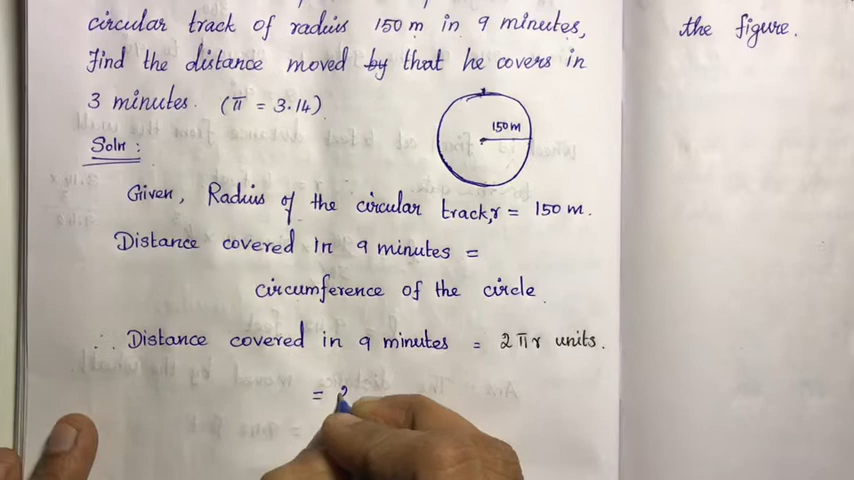 circular track of radius 150 m in 9 minutes,
Find the distance moved by that he covers in
3 minutes. (π = 3.14)
150 m
Soln :
Given, Radius of the circular track, r = 150 m.
Distance covered in 9 minutes =
circumference of the circle
∴ Distance covered in 9 minutes = 2πr units.
= 2
the figure.